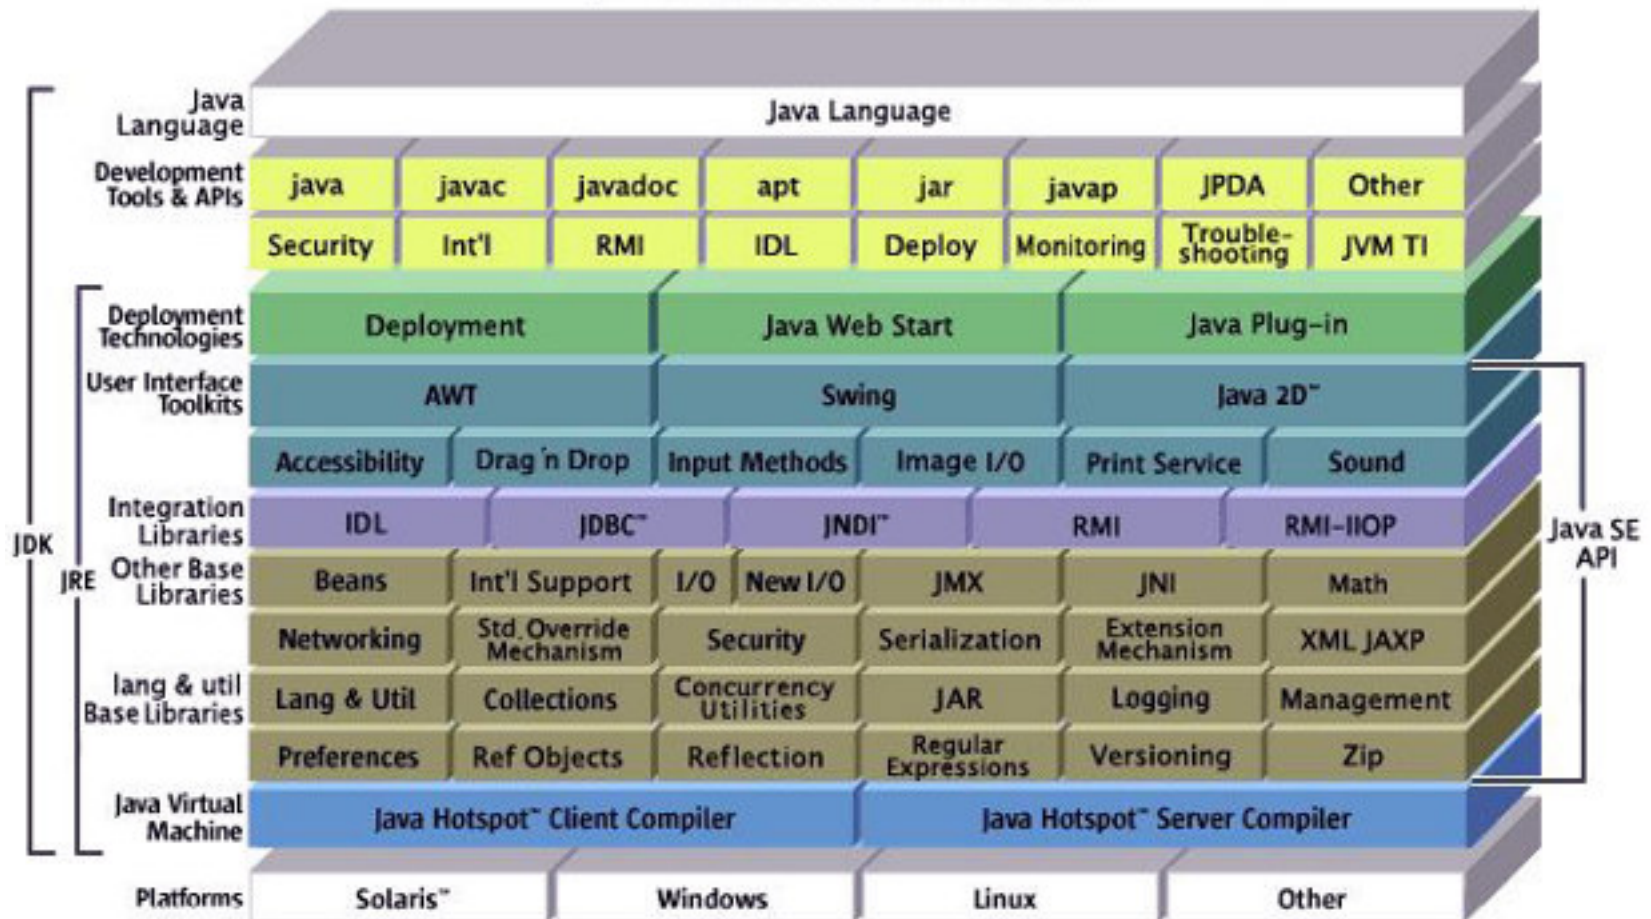 Java
Language
Java Language
Development
Tools & APIs
java
javac
javadoc
apt
jar
javap
JPDA
Other
Security
Int'l
RMI
IDL
Deploy
Monitoring
Trouble-
shooting
JVM TI
Deployment
Technologies
Deployment
Java Web Start
Java Plug-in
User Interface
Toolkits
AWT
Swing
Java 2D™
Accessibility
Drag 'n Drop
Input Methods
Image I/O
Print Service
Sound
Integration
Libraries
IDL
JDBC™
JNDI™
RMI
RMI-IIOP
JDK
JRE
Java SE
API
Other Base
Libraries
Beans
Int'l Support
I/O
New I/O
JMX
JNI
Math
Networking
Std. Override
Mechanism
Security
Serialization
Extension
Mechanism
XML JAXP
lang & util
Base Libraries
Lang & Util
Collections
Concurrency
Utilities
JAR
Logging
Management
Preferences
Ref Objects
Reflection
Regular
Expressions
Versioning
Zip
Java Virtual
Machine
Java Hotspot™ Client Compiler
Java Hotspot™ Server Compiler
Platforms
Solaris™
Windows
Linux
Other